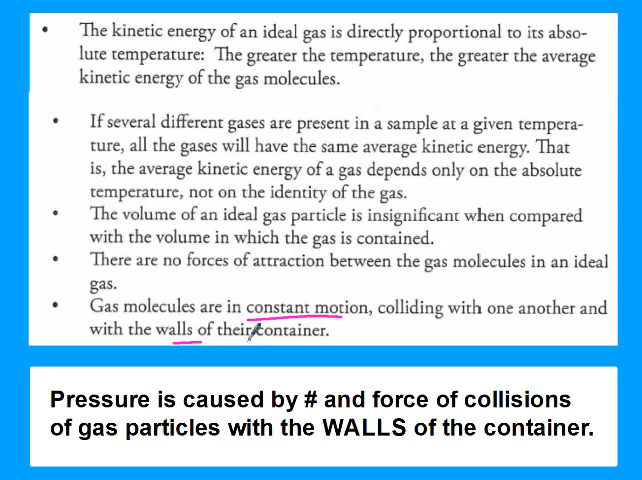 • The kinetic energy of an ideal gas is directly proportional to its abso-
lute temperature: The greater the temperature, the greater the average
kinetic energy of the gas molecules.
• If several different gases are present in a sample at a given tempera-
ture, all the gases will have the same average kinetic energy. That
is, the average kinetic energy of a gas depends only on the absolute
temperature, not on the identity of the gas.
• The volume of an ideal gas particle is insignificant when compared
with the volume in which the gas is contained.
• There are no forces of attraction between the gas molecules in an ideal
gas.
• Gas molecules are in constant motion, colliding with one another and
with the walls of their container.
Pressure is caused by # and force of collisions
of gas particles with the WALLS of the container.